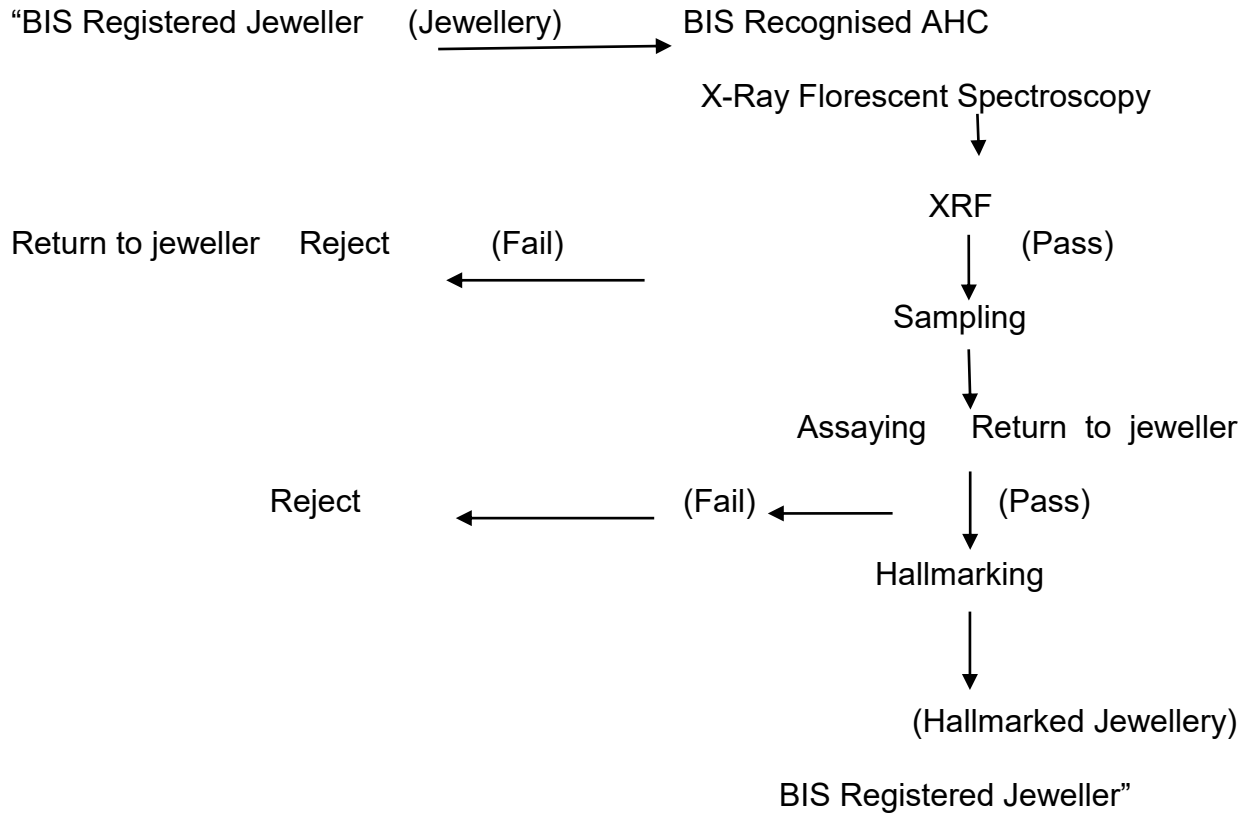 “BIS Registered Jeweller (Jewellery) BIS Recognised AHC
X-Ray Florescent Spectroscopy
XRF
Return to jeweller Reject (Fail) (Pass)
Sampling
Assaying Return to jeweller
Reject (Fail) (Pass)
Hallmarking
(Hallmarked Jewellery)
BIS Registered Jeweller”